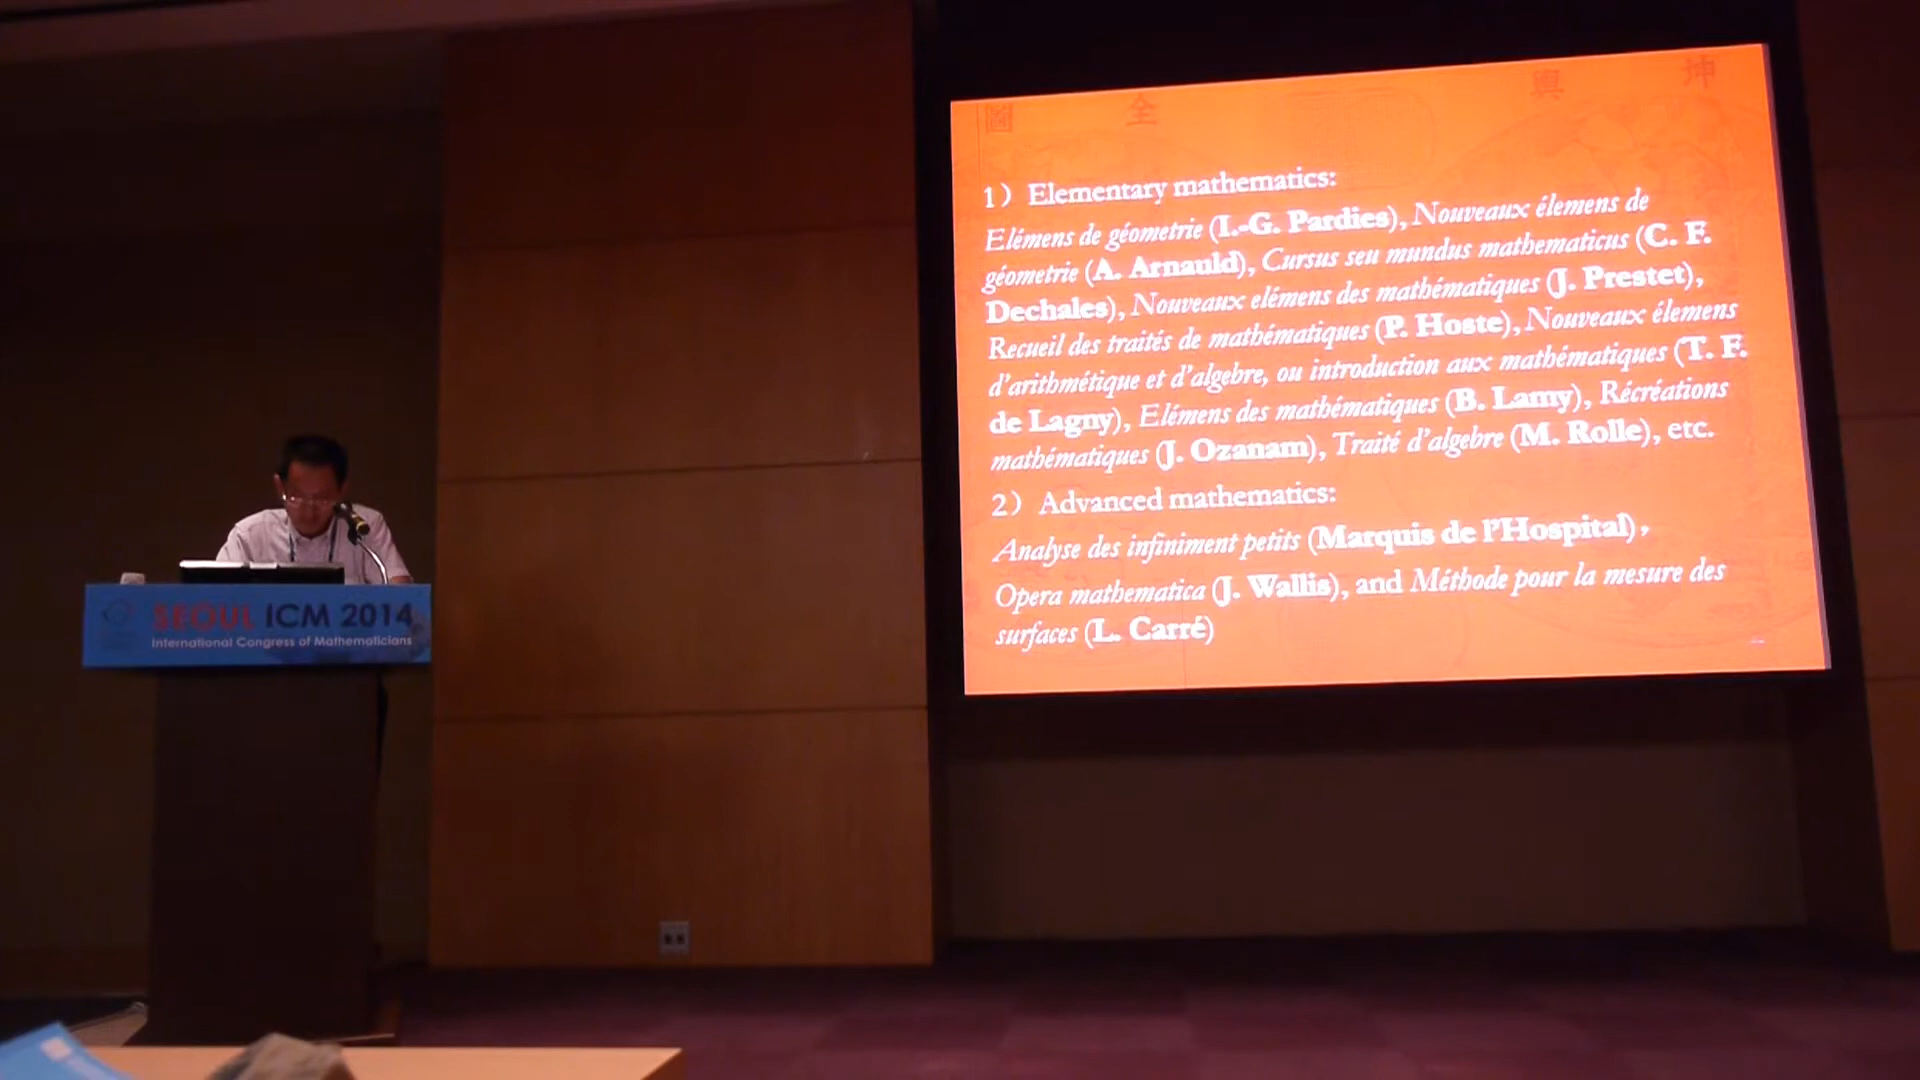 圖 全 輿 坤
1）Elementary mathematics:
Elémens de géometrie (I.-G. Pardies), Nouveaux élemens de
géometrie (A. Arnauld), Cursus seu mundus mathematicus (C. F.
Dechales), Nouveaux elémens des mathématiques (J. Prestet),
Recueil des traités de mathématiques (P. Hoste), Nouveaux élemens
d'arithmétique et d'algebre, ou introduction aux mathématiques (T. F.
de Lagny), Elémens des mathématiques (B. Lamy), Récréations
mathématiques (J. Ozanam), Traité d'algebre (M. Rolle), etc.
2）Advanced mathematics:
Analyse des infiniment petits (Marquis de l'Hospital),
Opera mathematica (J. Wallis), and Méthode pour la mesure des
surfaces (L. Carré)
SEOUL ICM 2014
International Congress of Mathematicians